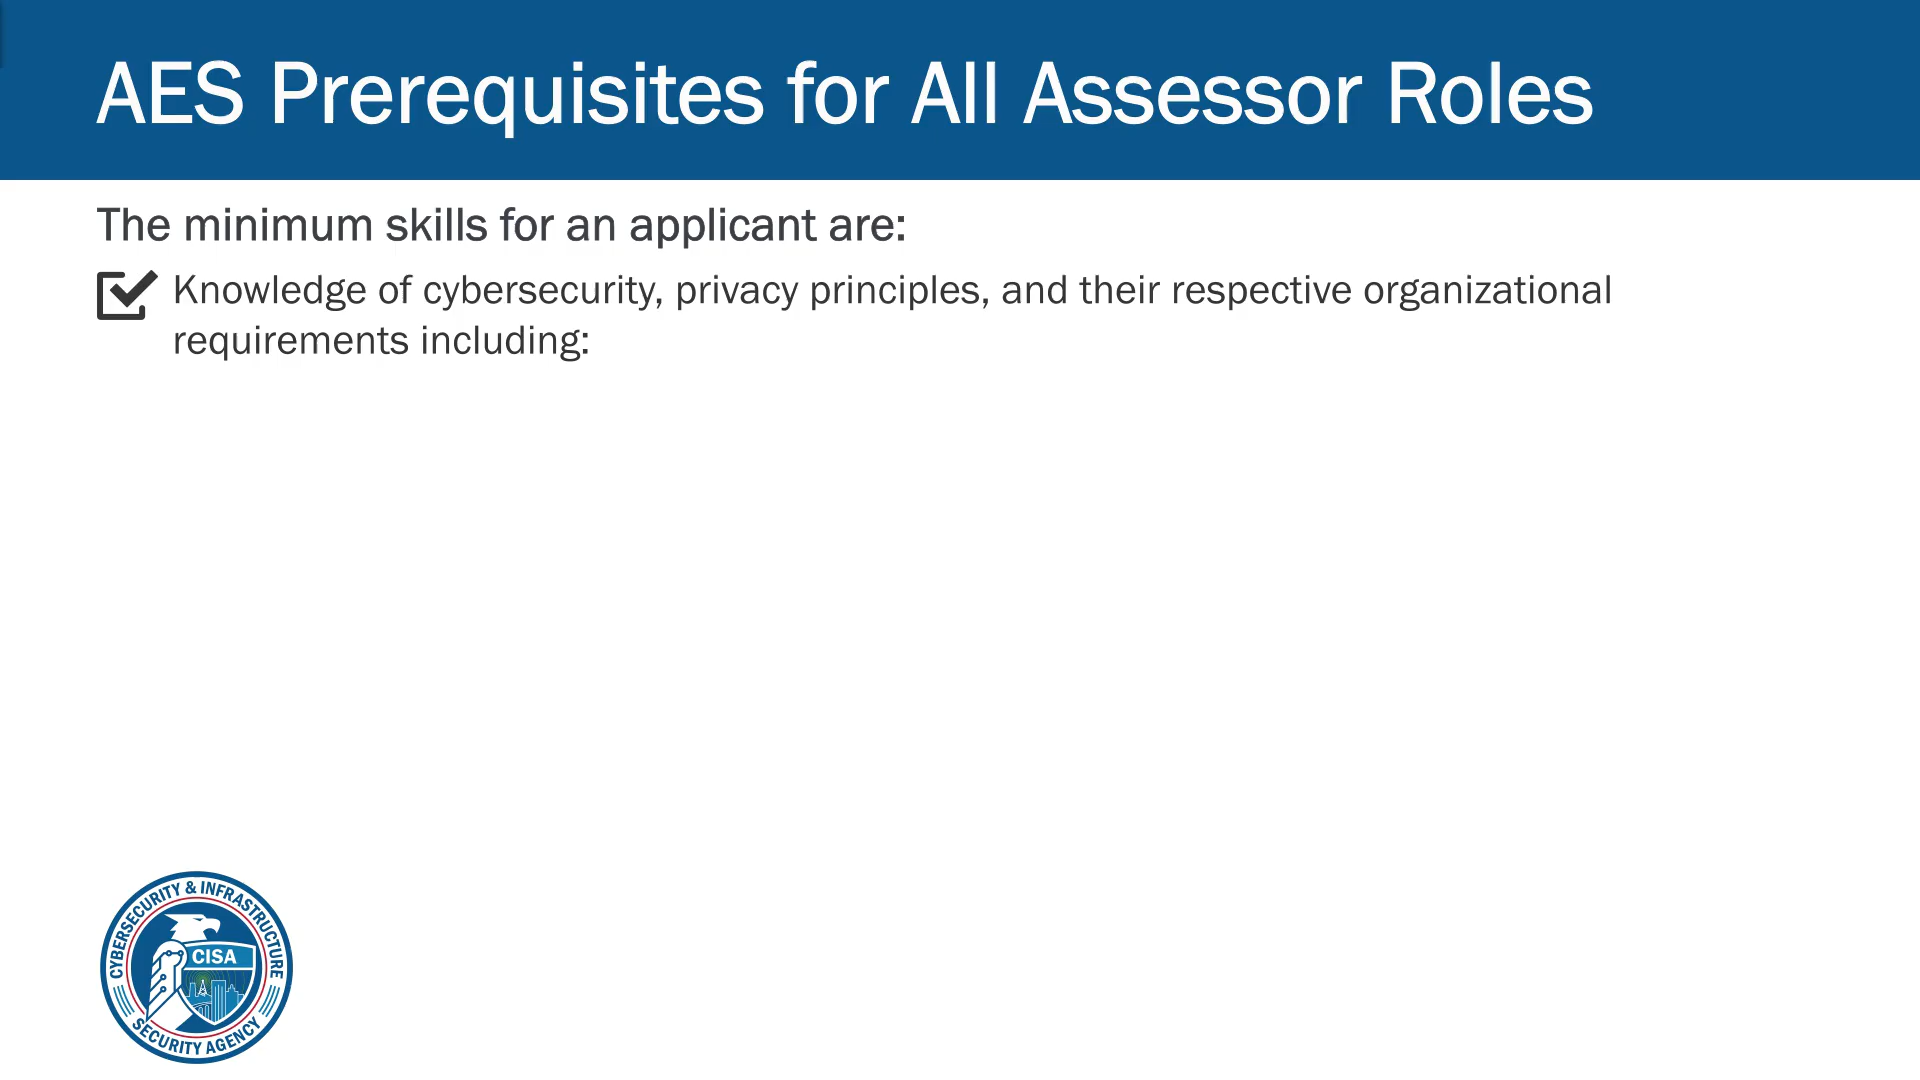 AES Prerequisites for All Assessor Roles
The minimum skills for an applicant are:
Knowledge of cybersecurity, privacy principles, and their respective organizational
requirements including:
CYBERSECURITY & INFRASTRUCTURE
CISA
SECURITY AGENCY